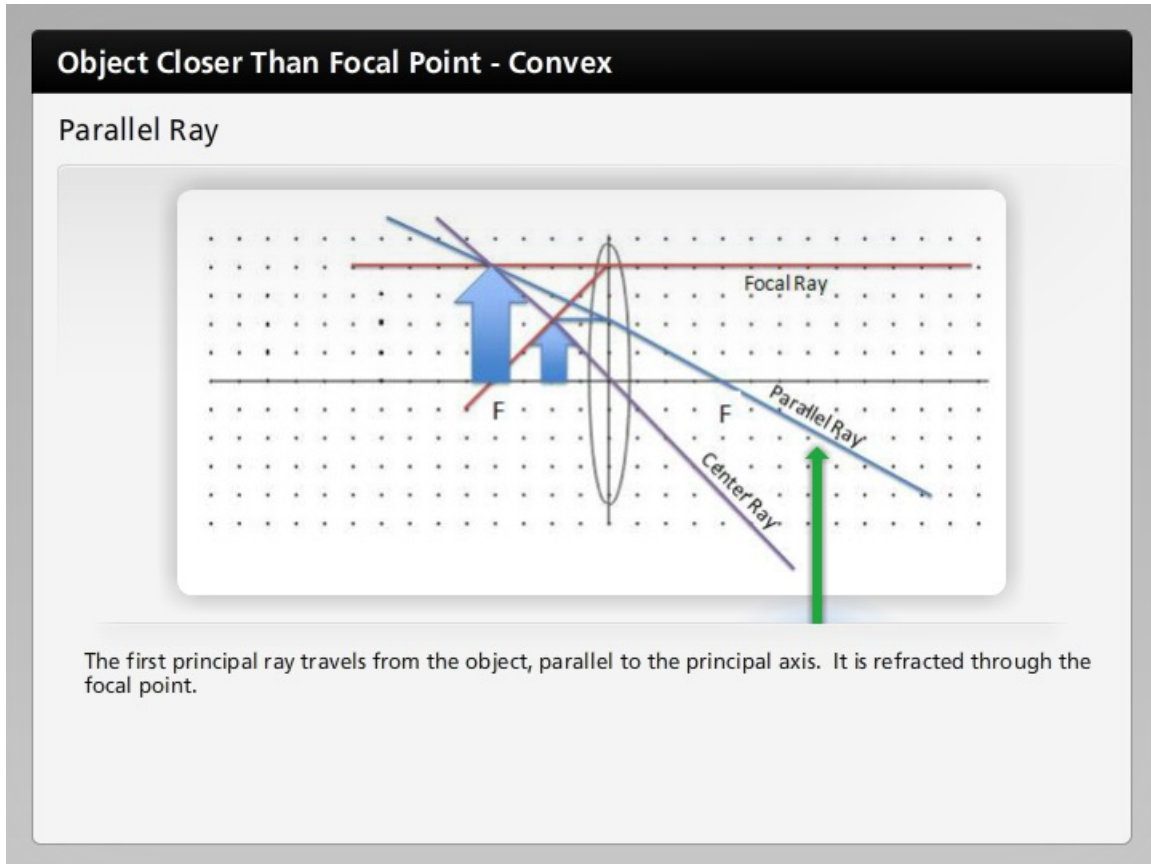 Object Closer Than Focal Point - Convex
Parallel Ray
Focal Ray
Parallel Ray
F
F
Center Ray
The first principal ray travels from the object, parallel to the principal axis. It is refracted through the
focal point.